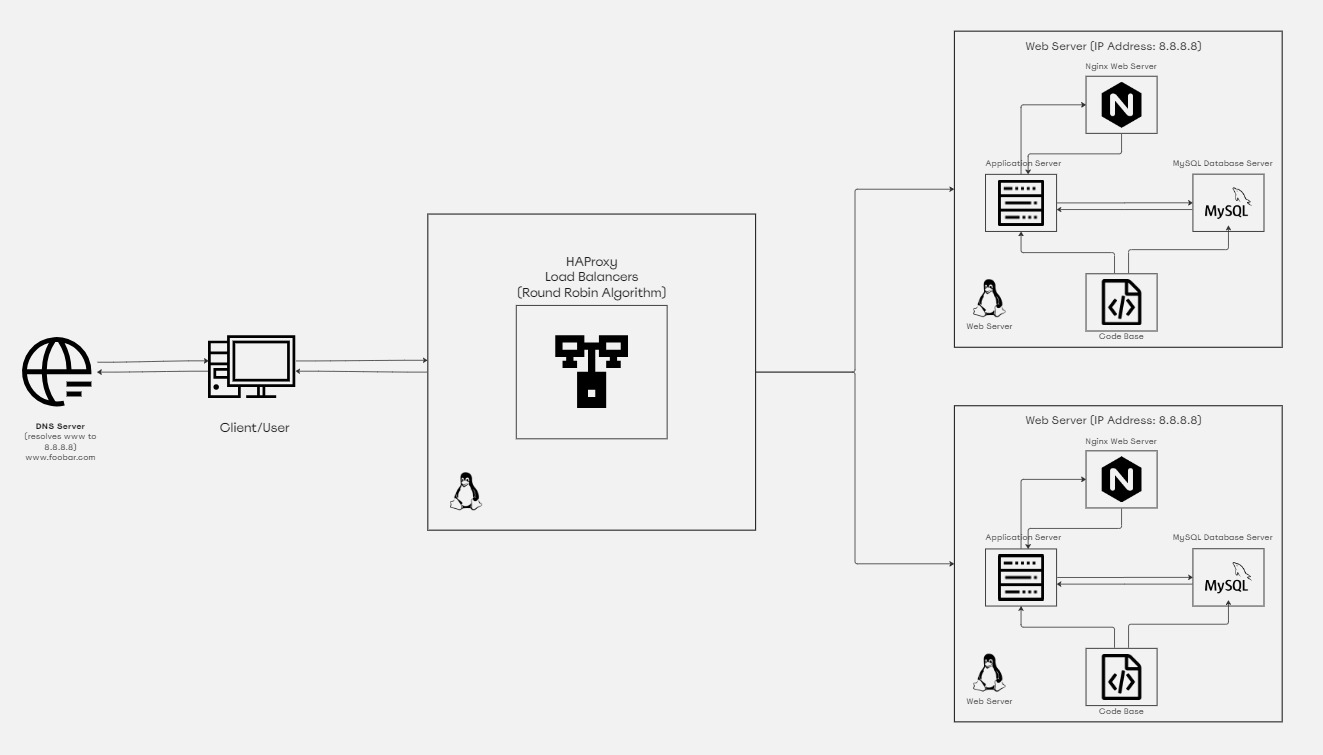 DNS Server
(resolves www to
8.8.8.8)
www.foobar.com
Client/User
HAProxy
Load Balancers
(Round Robin Algorithm)
Web Server (IP Address: 8.8.8.8)
Nginx Web Server
N
Application Server
MySQL Database Server
MySQL
</>
Web Server
Code Base
Web Server (IP Address: 8.8.8.8)
Nginx Web Server
N
Application Server
MySQL Database Server
MySQL
</>
Web Server
Code Base